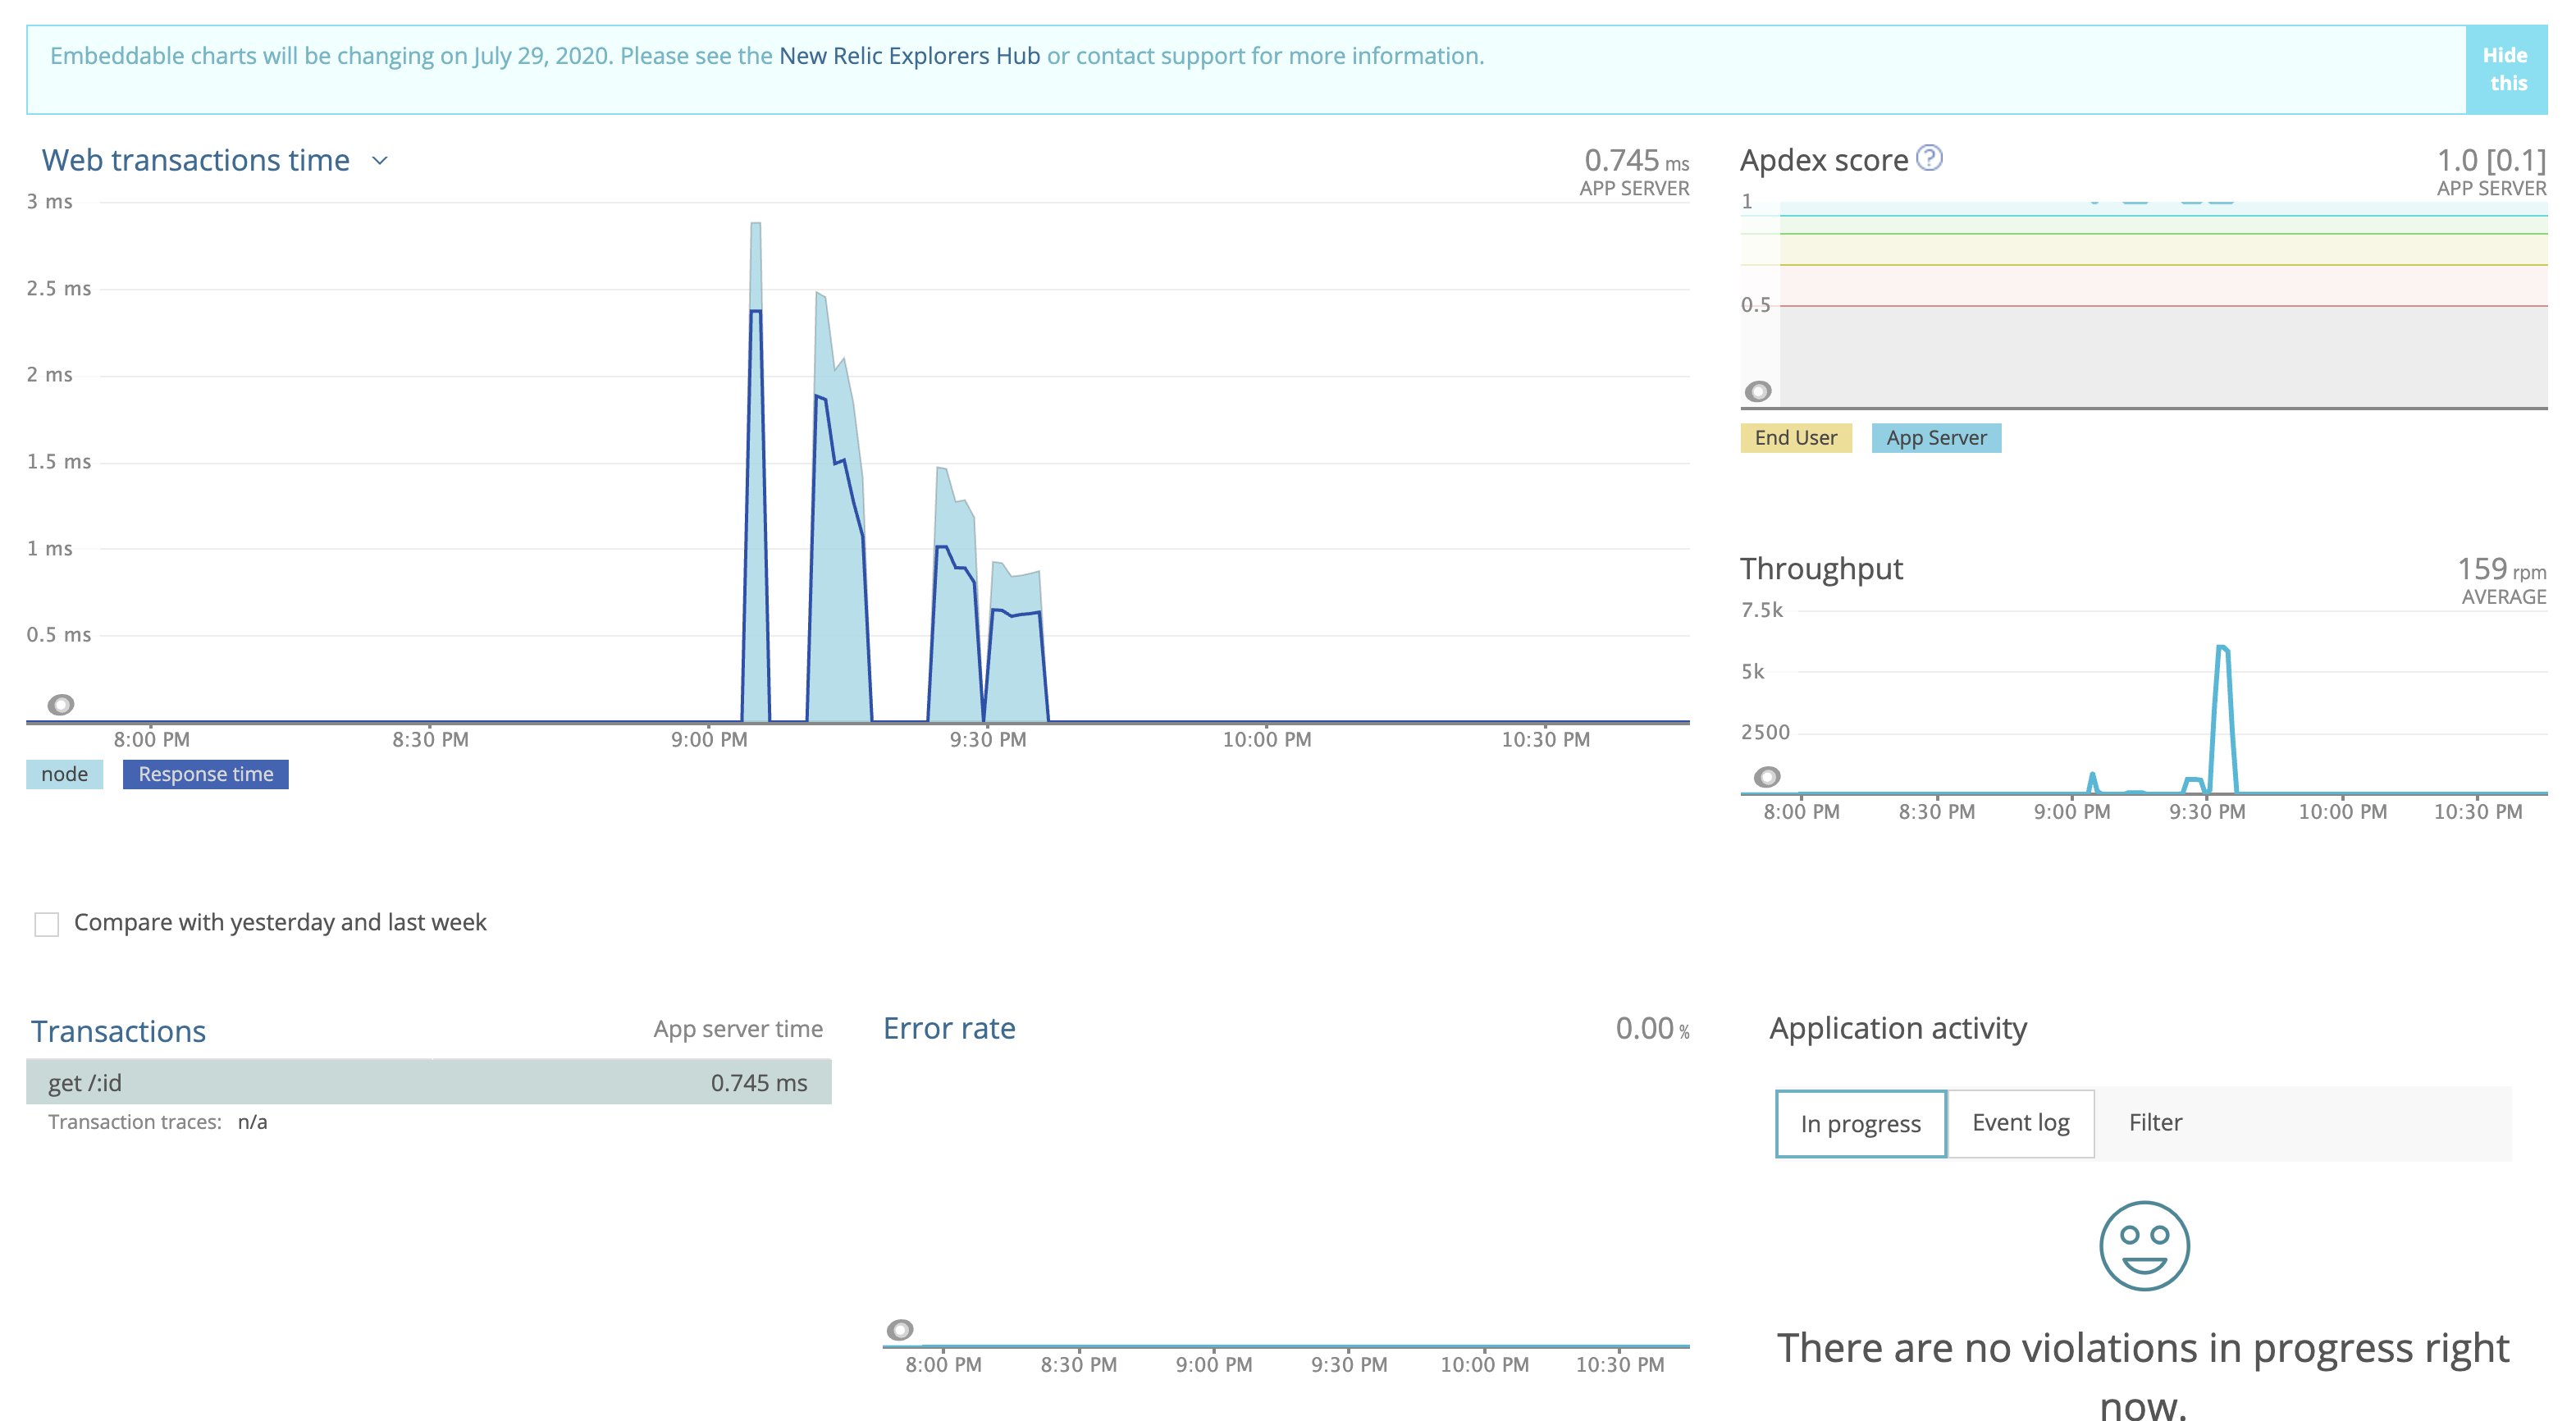 Embeddable charts will be changing on July 29, 2020. Please see the New Relic Explorers Hub or contact support for more information.
Hide
this
Web transactions time
0.745 ms
APP SERVER
3 ms
2.5 ms
2 ms
1.5 ms
1 ms
0.5 ms
8:00 PM 8:30 PM 9:00 PM 9:30 PM 10:00 PM 10:30 PM
node Response time
Apdex score ?
1.0 [0.1]
APP SERVER
1
0.5
End User App Server
Throughput
159 rpm
AVERAGE
7.5k
5k
2500
8:00 PM 8:30 PM 9:00 PM 9:30 PM 10:00 PM 10:30 PM
Compare with yesterday and last week
Transactions App server time
get /:id 0.745 ms
Transaction traces: n/a
Error rate 0.00 %
8:00 PM 8:30 PM 9:00 PM 9:30 PM 10:00 PM 10:30 PM
Application activity
In progress Event log Filter
There are no violations in progress right
now.